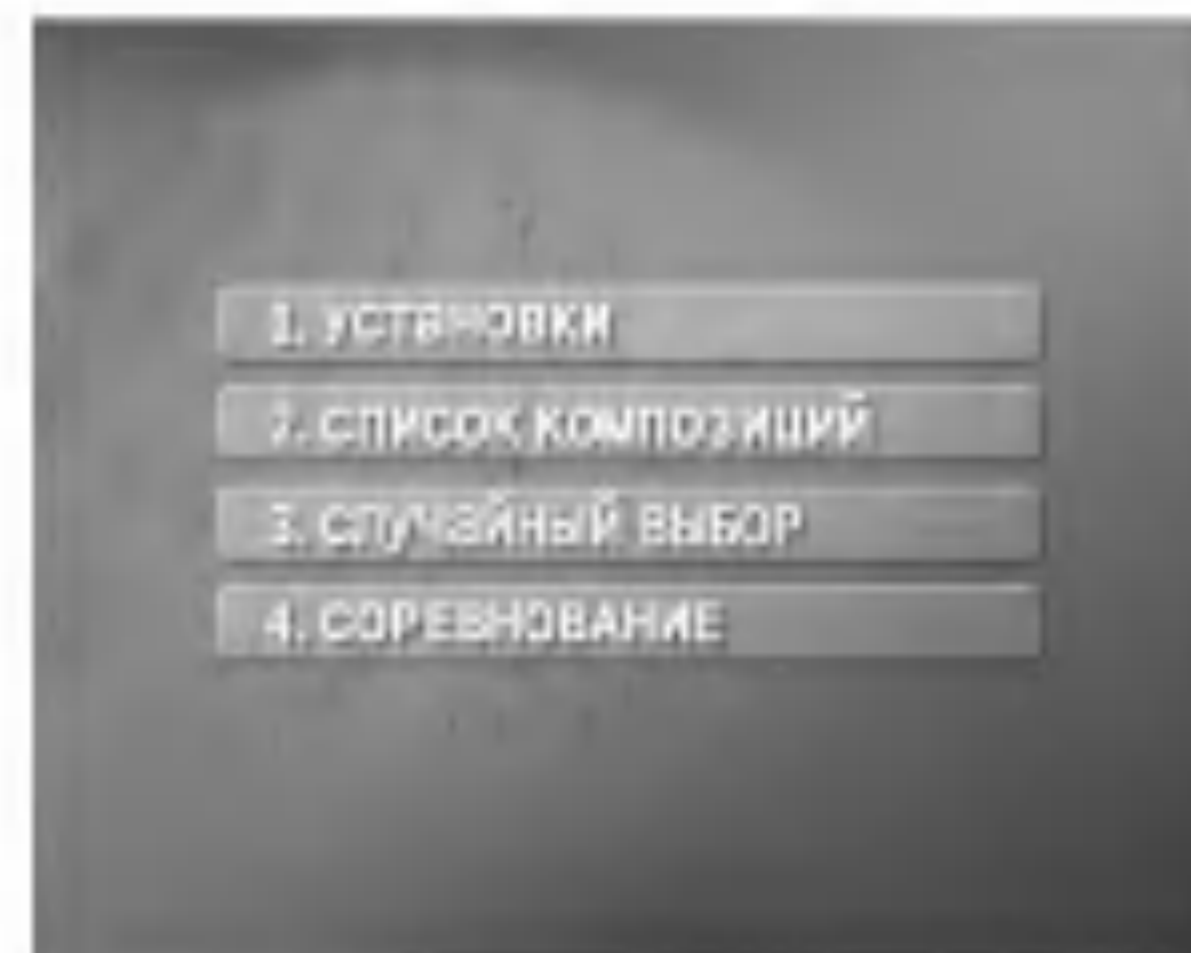 1. УСТАНОВКИ
2. СПИСОК КОМПОЗИЦИЙ
3. СЛУЧАЙНЫЙ ВЫБОР
4. СОРЕВНОВАНИЕ